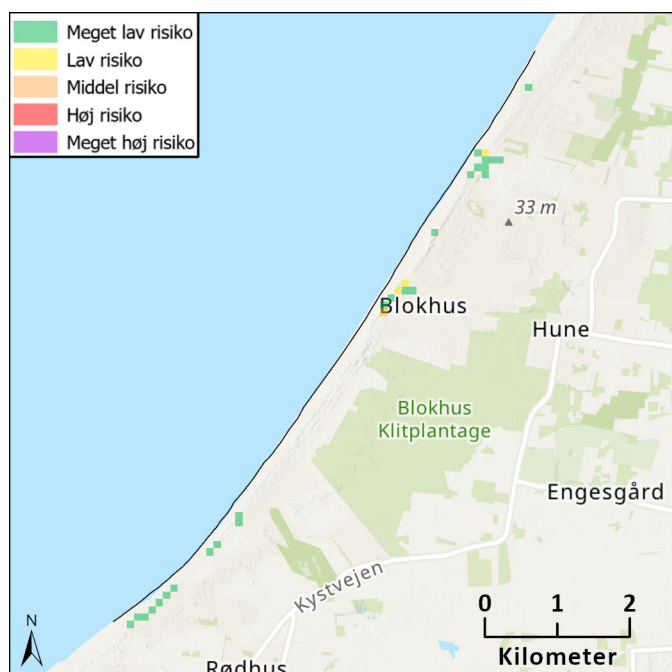 Meget lav risiko
Lav risiko
Middel risiko
Høj risiko
Meget høj risiko
33 m
Blokhus
Hune
Blokhus
Klitplantage
Engesgård
Kystvejen
0 1 2
Kilometer
N
Rødhus